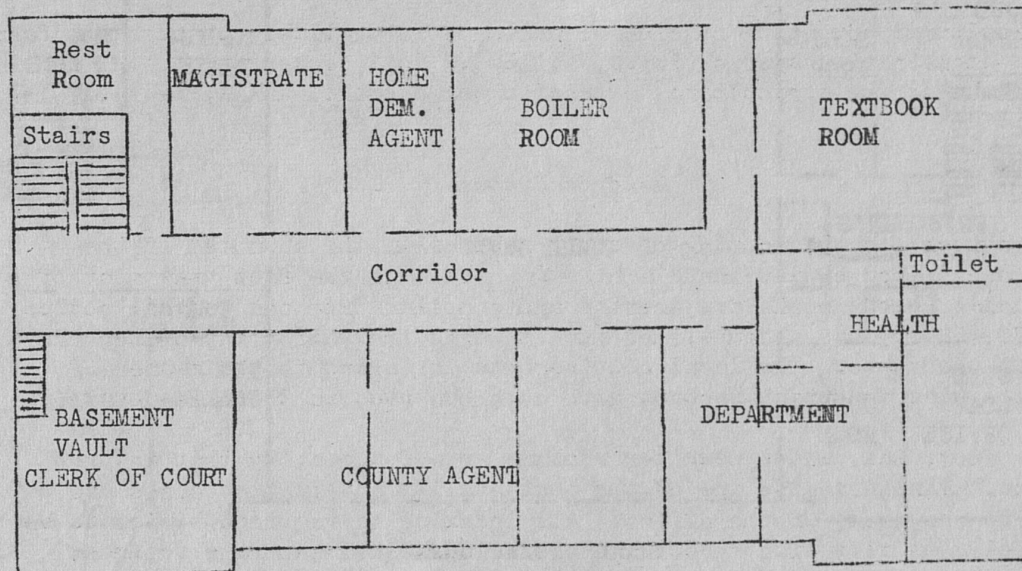 Rest
Room
MAGISTRATE
HOME
DEM.
AGENT
BOILER
ROOM
TEXTBOOK
ROOM
Stairs
Corridor
Toilet
HEALTH
DEPARTMENT
BASEMENT
VAULT
CLERK OF COURT
COUNTY AGENT